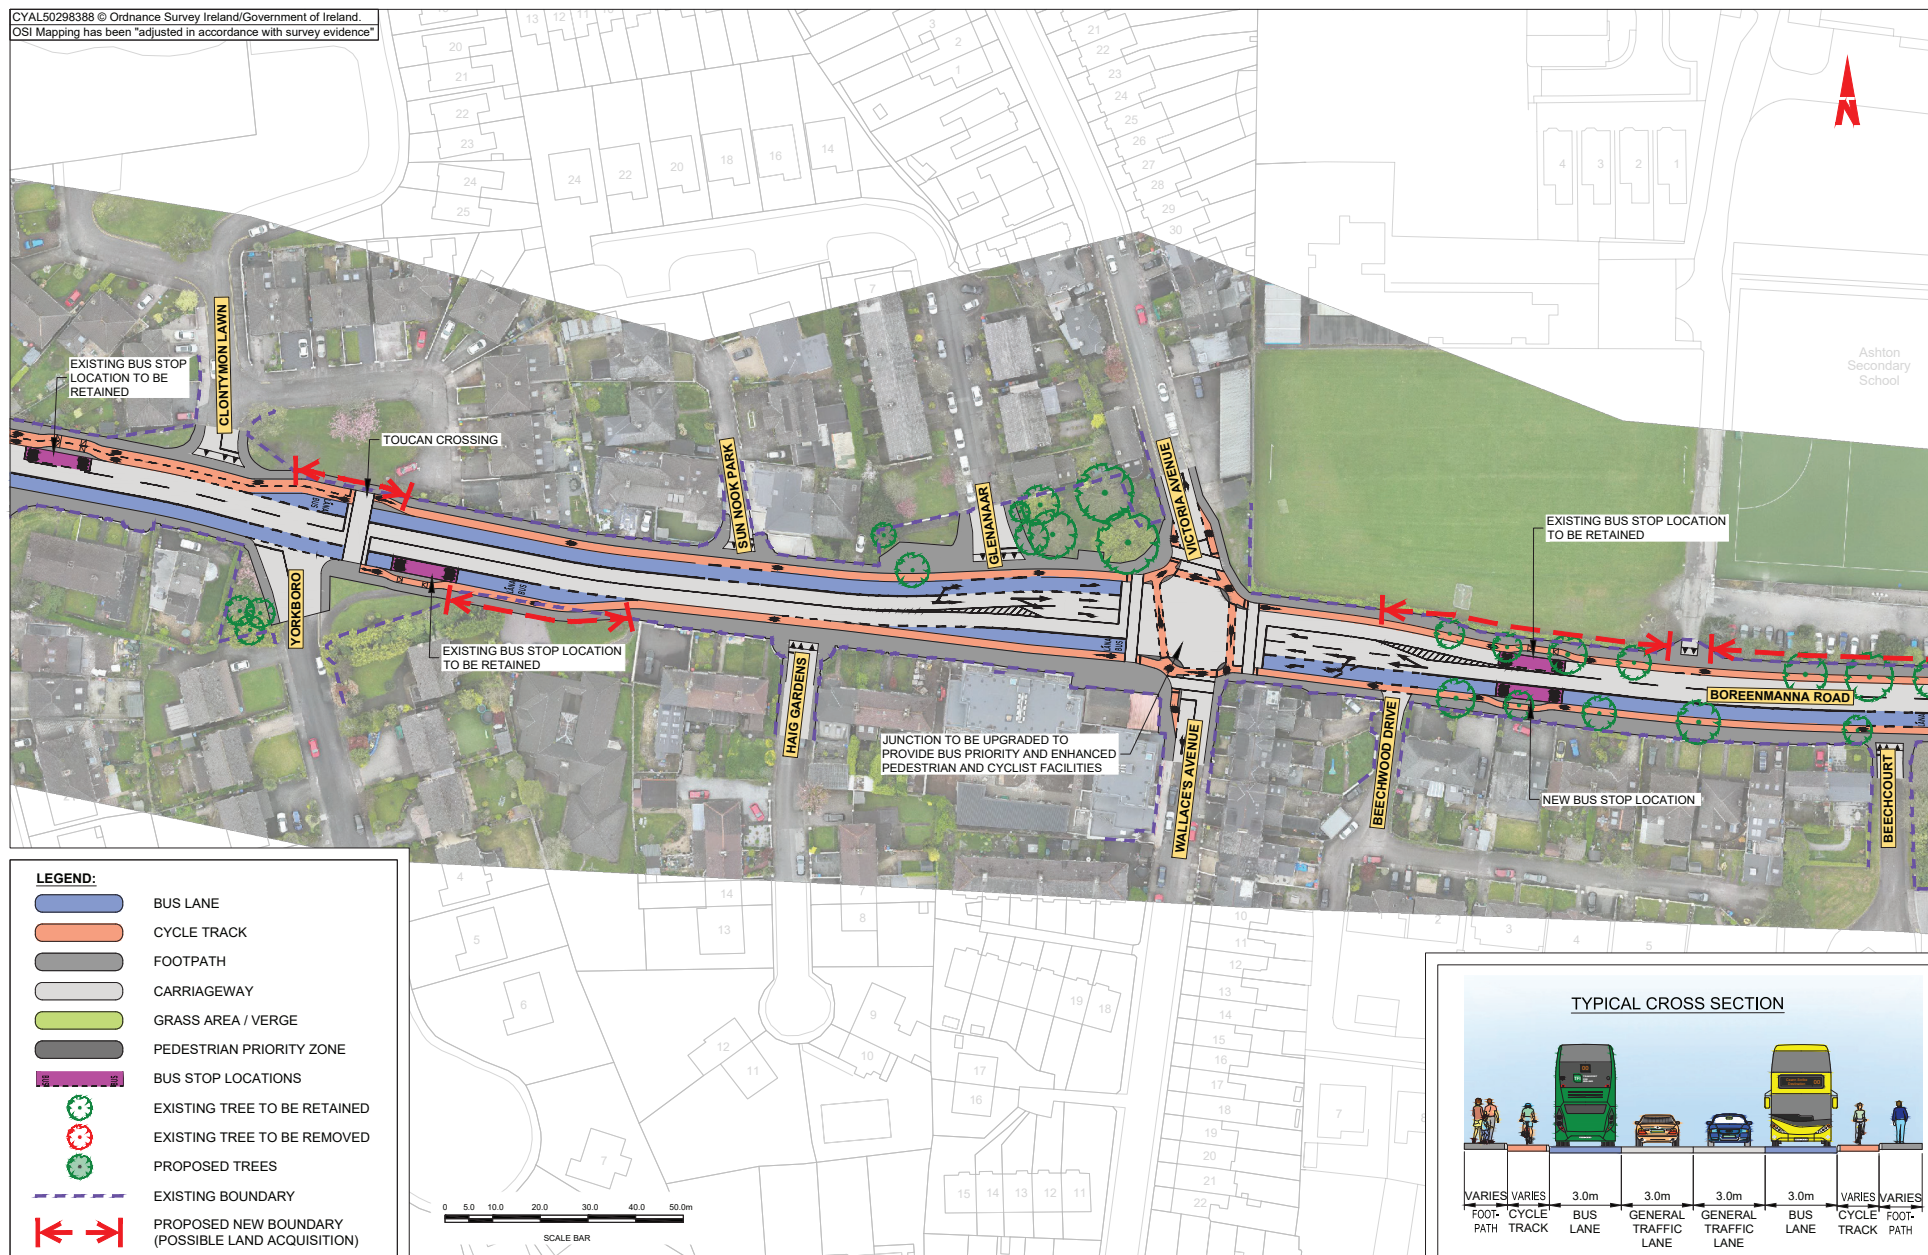 CYAL50298388 © Ordnance Survey Ireland/Government of Ireland.
OSI Mapping has been "adjusted in accordance with survey evidence"
N
Ashton
Secondary
School
EXISTING BUS STOP
LOCATION TO BE
RETAINED
CLONTYMON LAWN
TOUCAN CROSSING
SUN NOOK PARK
GLENANAAR
VICTORIA AVENUE
EXISTING BUS STOP LOCATION
TO BE RETAINED
YORKBORO
EXISTING BUS STOP LOCATION
TO BE RETAINED
HAIG GARDENS
JUNCTION TO BE UPGRADED TO
PROVIDE BUS PRIORITY AND ENHANCED
PEDESTRIAN AND CYCLIST FACILITIES
WALLACE'S AVENUE
BEECHWOOD DRIVE
BOREENMANNA ROAD
NEW BUS STOP LOCATION
BEECHCOURT
LEGEND:
BUS LANE
CYCLE TRACK
FOOTPATH
CARRIAGEWAY
GRASS AREA / VERGE
PEDESTRIAN PRIORITY ZONE
BUS STOP LOCATIONS
EXISTING TREE TO BE RETAINED
EXISTING TREE TO BE REMOVED
PROPOSED TREES
EXISTING BOUNDARY
PROPOSED NEW BOUNDARY
(POSSIBLE LAND ACQUISITION)
0 5.0 10.0 20.0 30.0 40.0 50.0m
SCALE BAR
TYPICAL CROSS SECTION
VARIES VARIES 3.0m 3.0m 3.0m 3.0m VARIES VARIES
FOOT-PATH
CYCLE TRACK
BUS LANE
GENERAL TRAFFIC LANE
GENERAL TRAFFIC LANE
BUS LANE
CYCLE TRACK
FOOT-PATH